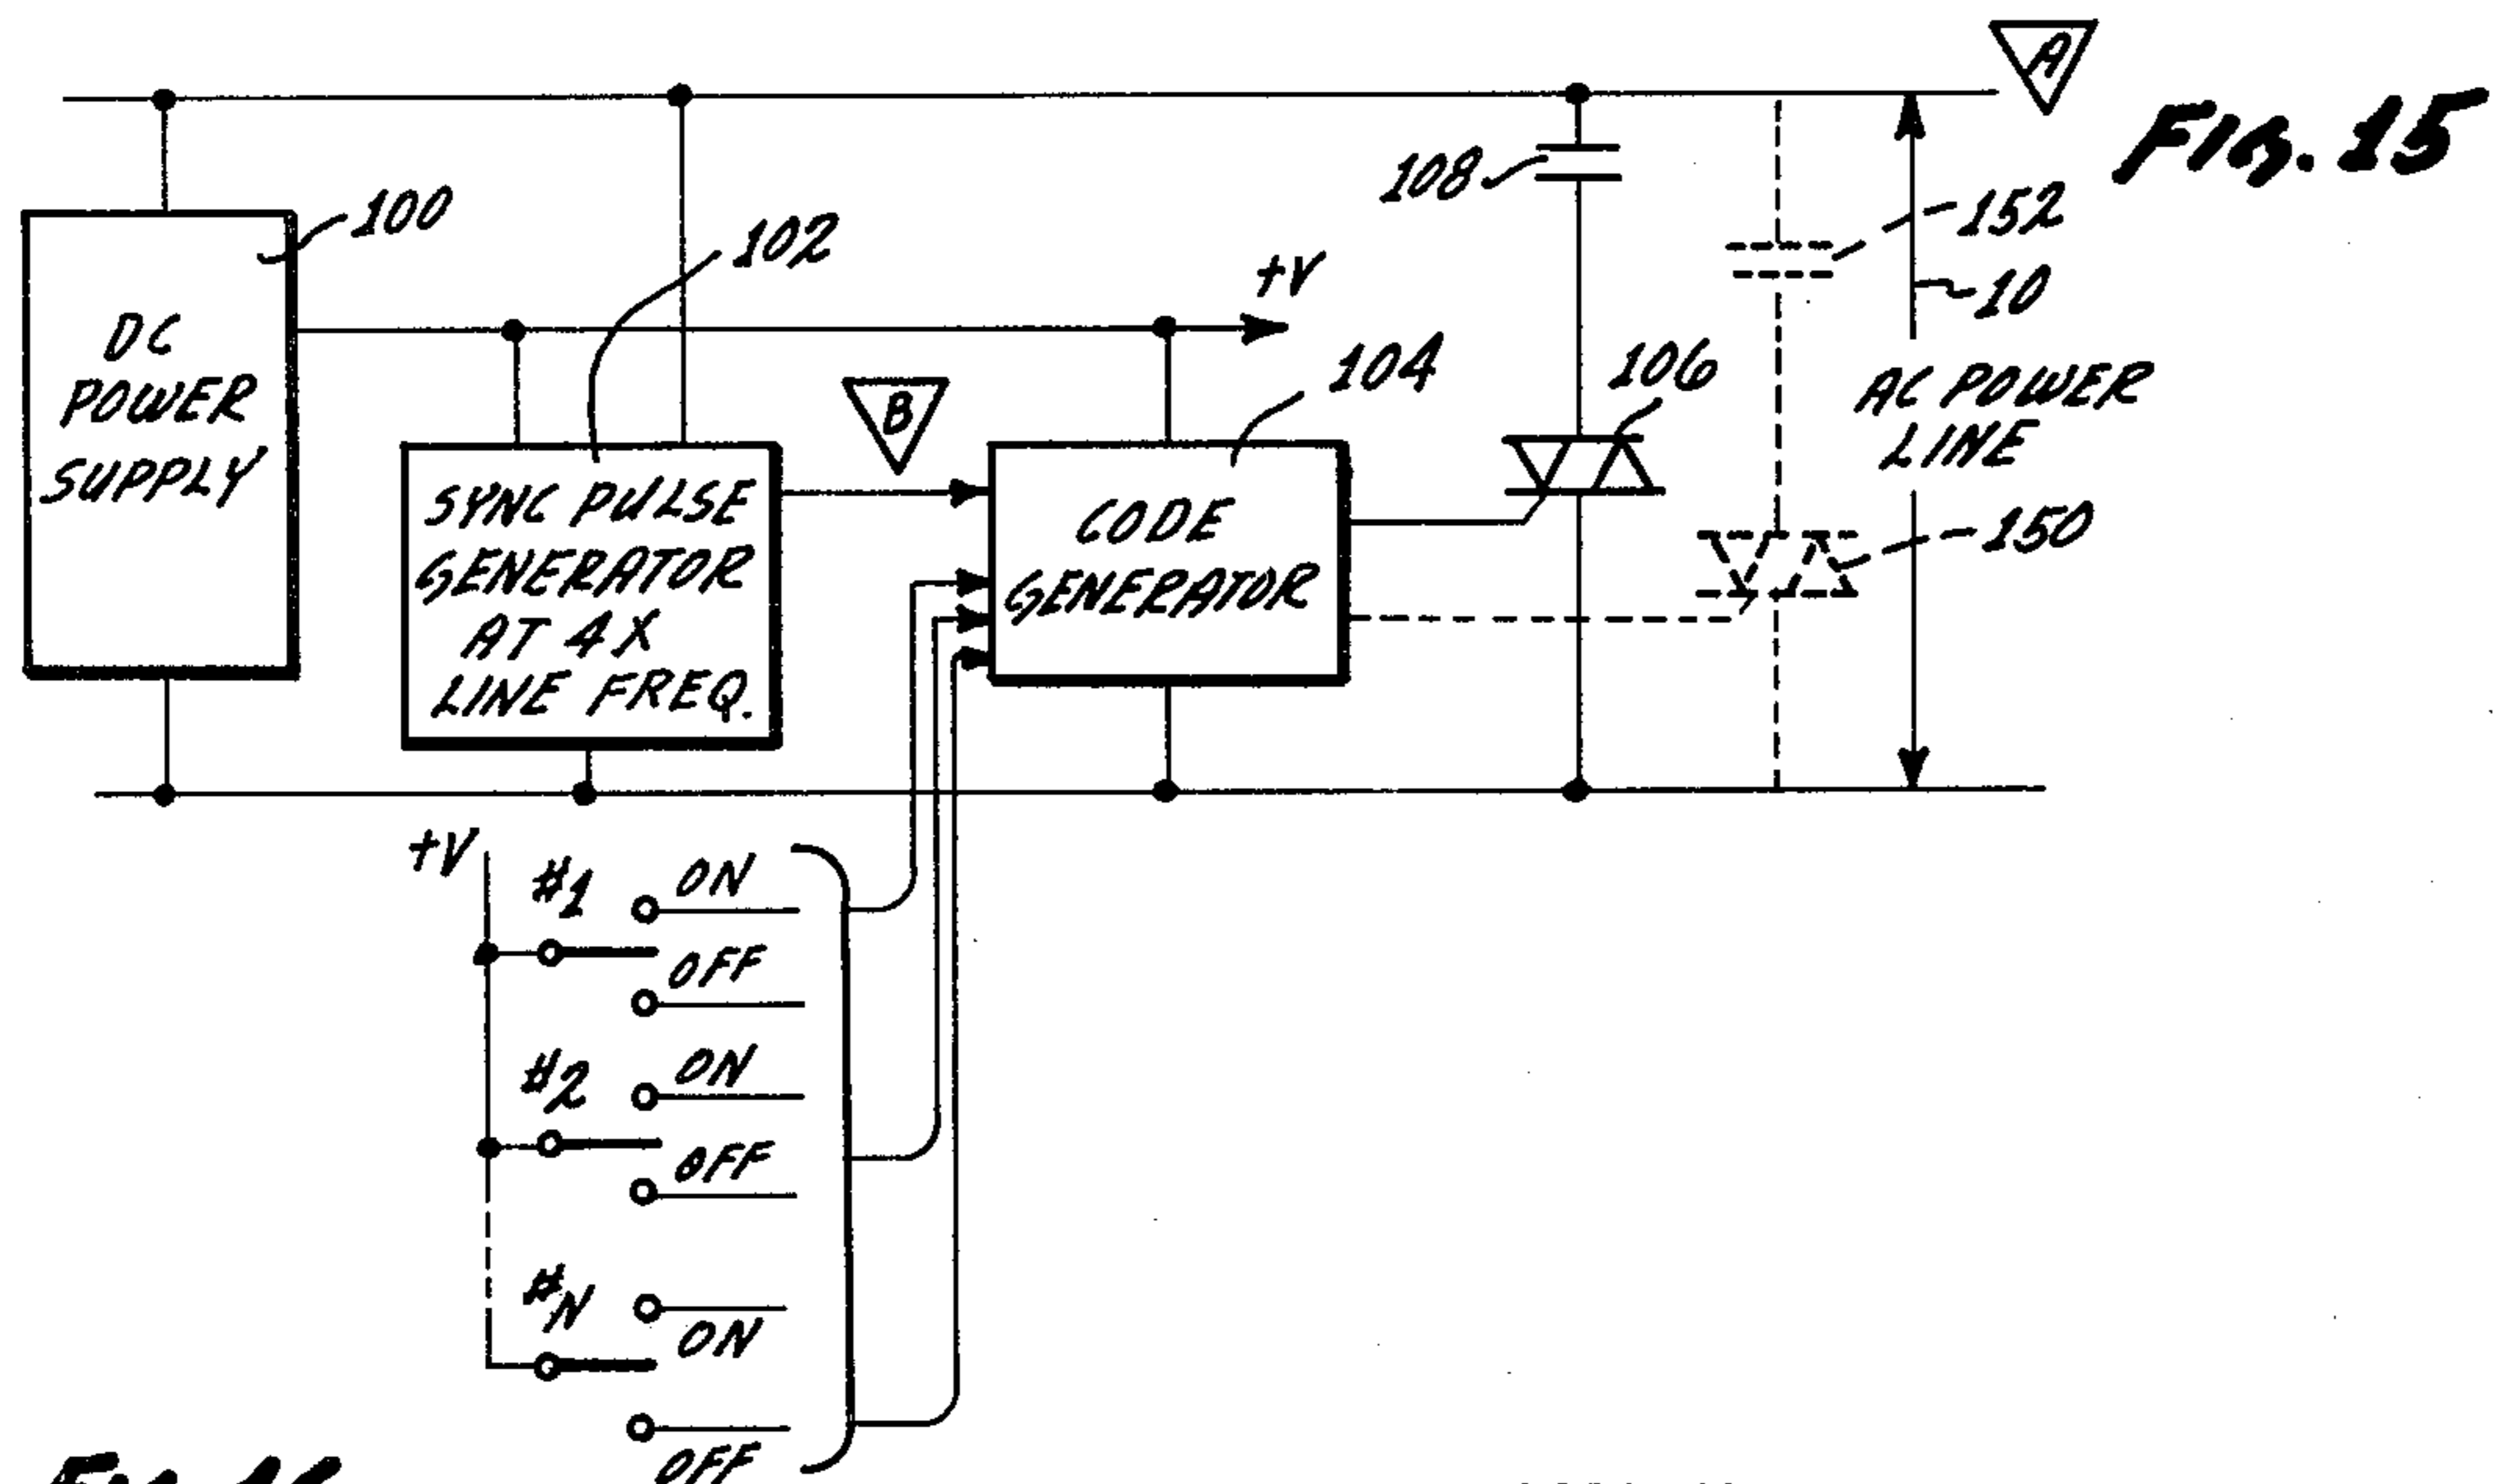 A
FIG. 15
100
102
108
152
10
+V
DC
POWER
SUPPLY
B
104
106
AC POWER
LINE
SYNC PULSE
GENERATOR
AT 4X
LINE FREQ.
CODE
GENERATOR
150
+V
#1
ON
OFF
#2
ON
OFF
#N
ON
OFF